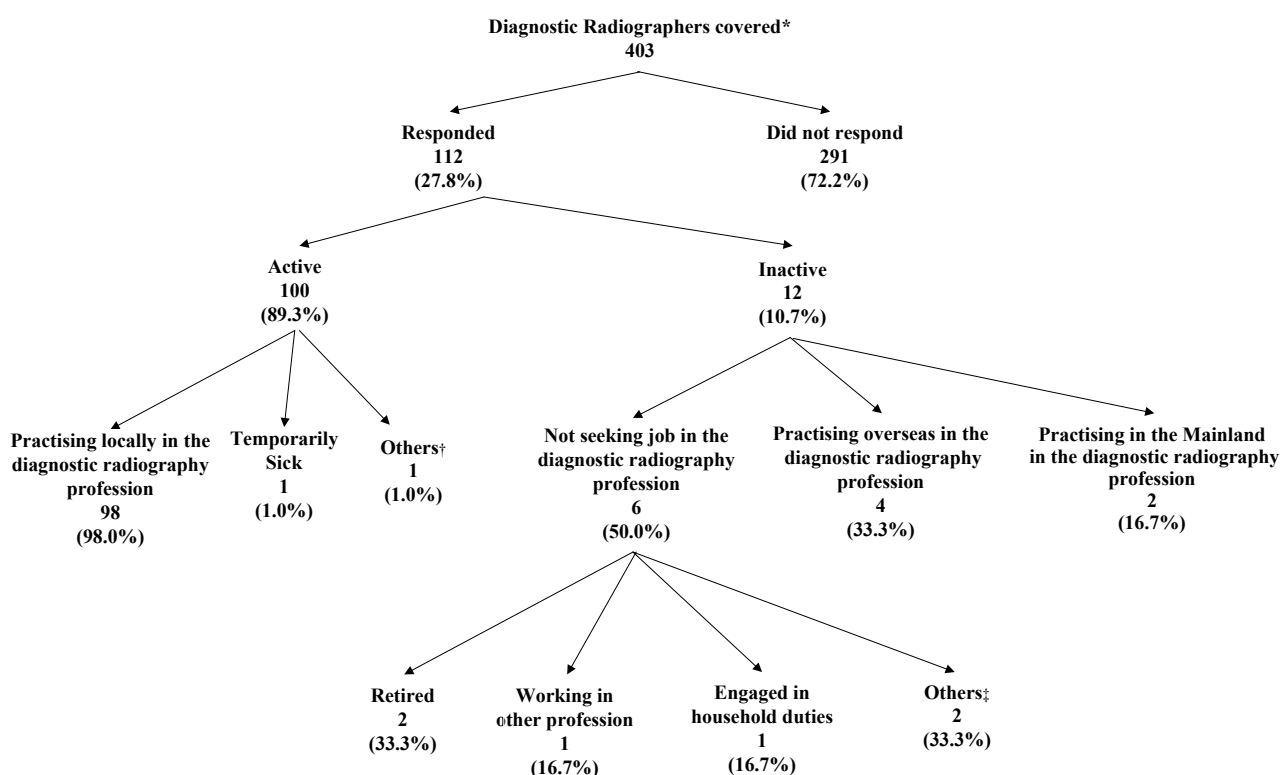 Diagnostic Radiographers covered*
403
Responded
112
(27.8%)
Did not respond
291
(72.2%)
Active
100
(89.3%)
Inactive
12
(10.7%)
Practising locally in the
diagnostic radiography
profession
98
(98.0%)
Temporarily
Sick
1
(1.0%)
Others†
1
(1.0%)
Not seeking job in the
diagnostic radiography
profession
6
(50.0%)
Practising overseas in the
diagnostic radiography
profession
4
(33.3%)
Practising in the Mainland
in the diagnostic radiography
profession
2
(16.7%)
Retired
2
(33.3%)
Working in
other profession
1
(16.7%)
Engaged in
household duties
1
(16.7%)
Others‡
2
(33.3%)